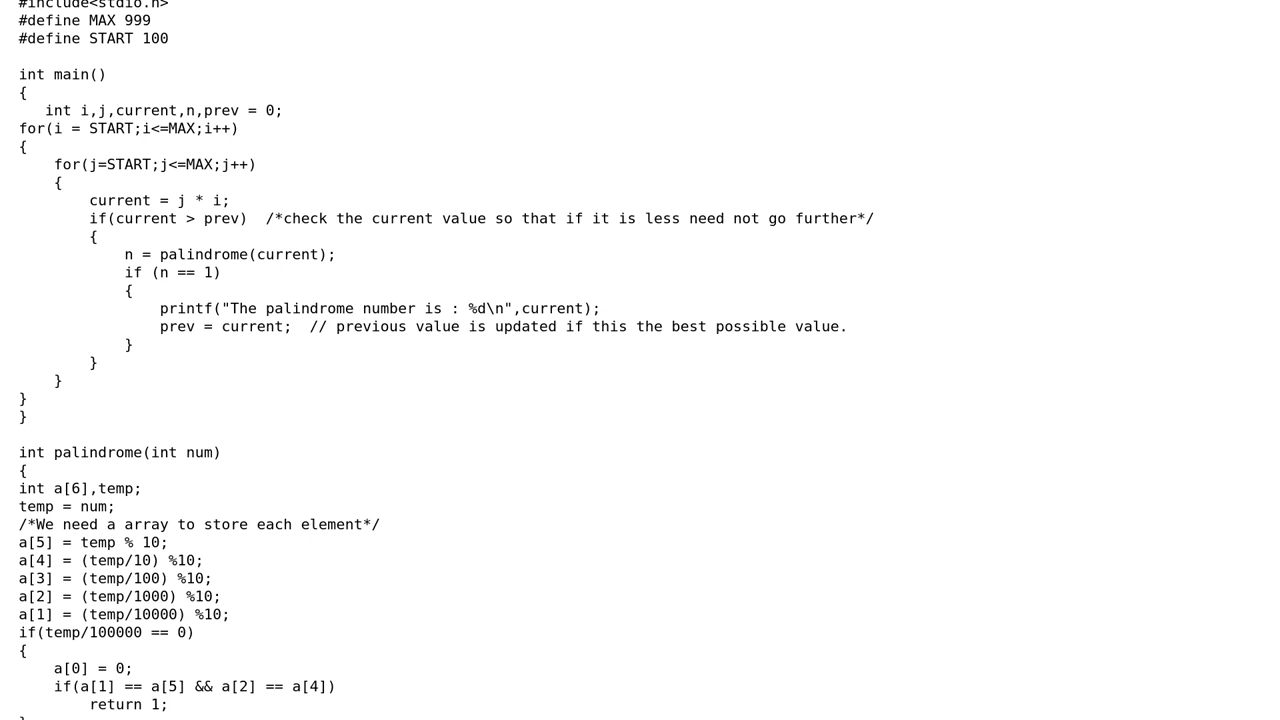 #include<stdio.h>
#define MAX 999
#define START 100

int main()
{
   int i,j,current,n,prev = 0;
for(i = START;i<=MAX;i++)
{
    for(j=START;j<=MAX;j++)
    {
        current = j * i;
        if(current > prev)  /*check the current value so that if it is less need not go further*/
        {
            n = palindrome(current);
            if (n == 1)
            {
                printf("The palindrome number is : %d\n",current);
                prev = current;  // previous value is updated if this the best possible value.
            }
        }
    }
}
}

int palindrome(int num)
{
int a[6],temp;
temp = num;
/*We need a array to store each element*/
a[5] = temp % 10;
a[4] = (temp/10) %10;
a[3] = (temp/100) %10;
a[2] = (temp/1000) %10;
a[1] = (temp/10000) %10;
if(temp/100000 == 0)
{
    a[0] = 0;
    if(a[1] == a[5] && a[2] == a[4])
        return 1;
}